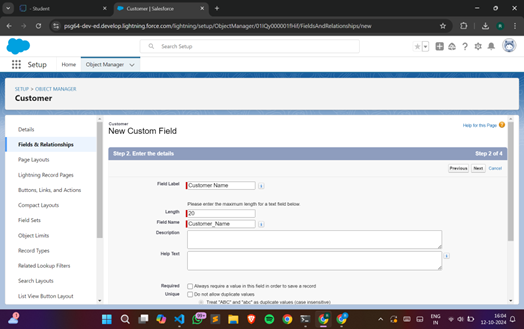 - Student
Customer | Salesforce
psg64-dev-ed.develop.lightning.force.com/lightning/setup/ObjectManager/01IQy000001fHif/FieldsAndRelationships/new
Search Setup
Setup
Home
Object Manager
SETUP > OBJECT MANAGER
Customer
Details
Fields & Relationships
Page Layouts
Lightning Record Pages
Buttons, Links, and Actions
Compact Layouts
Field Sets
Object Limits
Record Types
Related Lookup Filters
Search Layouts
List View Button Layout
Customer
New Custom Field
Help for this Page
Step 2. Enter the details
Step 2 of 4
Previous
Next
Cancel
Field Label
Customer Name
Please enter the maximum length for a text field below
Length
20
Field Name
Customer_Name
Description
Help Text
Required
Always require a value in this field in order to save a record
Unique
Do not allow duplicate values
Treat "ABC" and "abc" as duplicate values (case insensitive)
99+
ENG
IN
16:04
12-10-2024